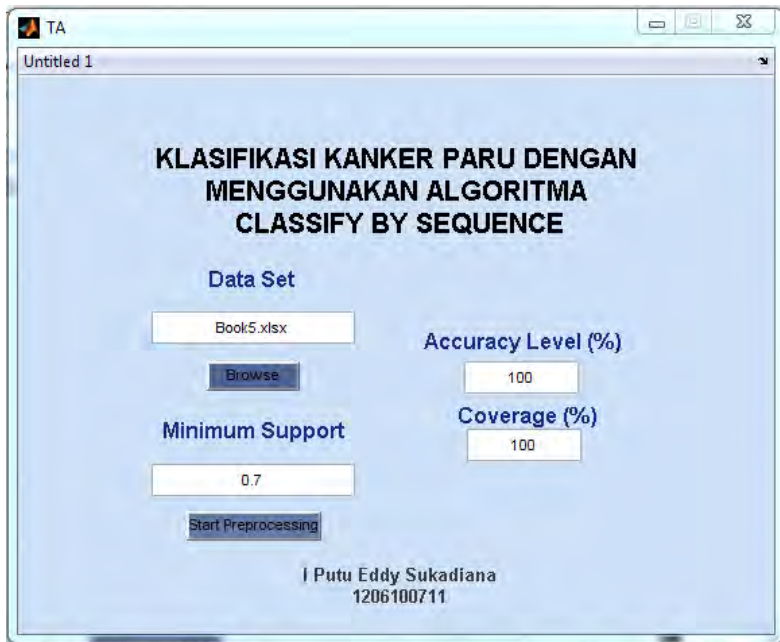 TA
Untitled 1
KLASIFIKASI KANKER PARU DENGAN
MENGGUNAKAN ALGORITMA
CLASSIFY BY SEQUENCE
Data Set
Book5.xlsx
Browse
Minimum Support
0.7
Start Preprocessing
Accuracy Level (%)
100
Coverage (%)
100
I Putu Eddy Sukadiana
1206100711